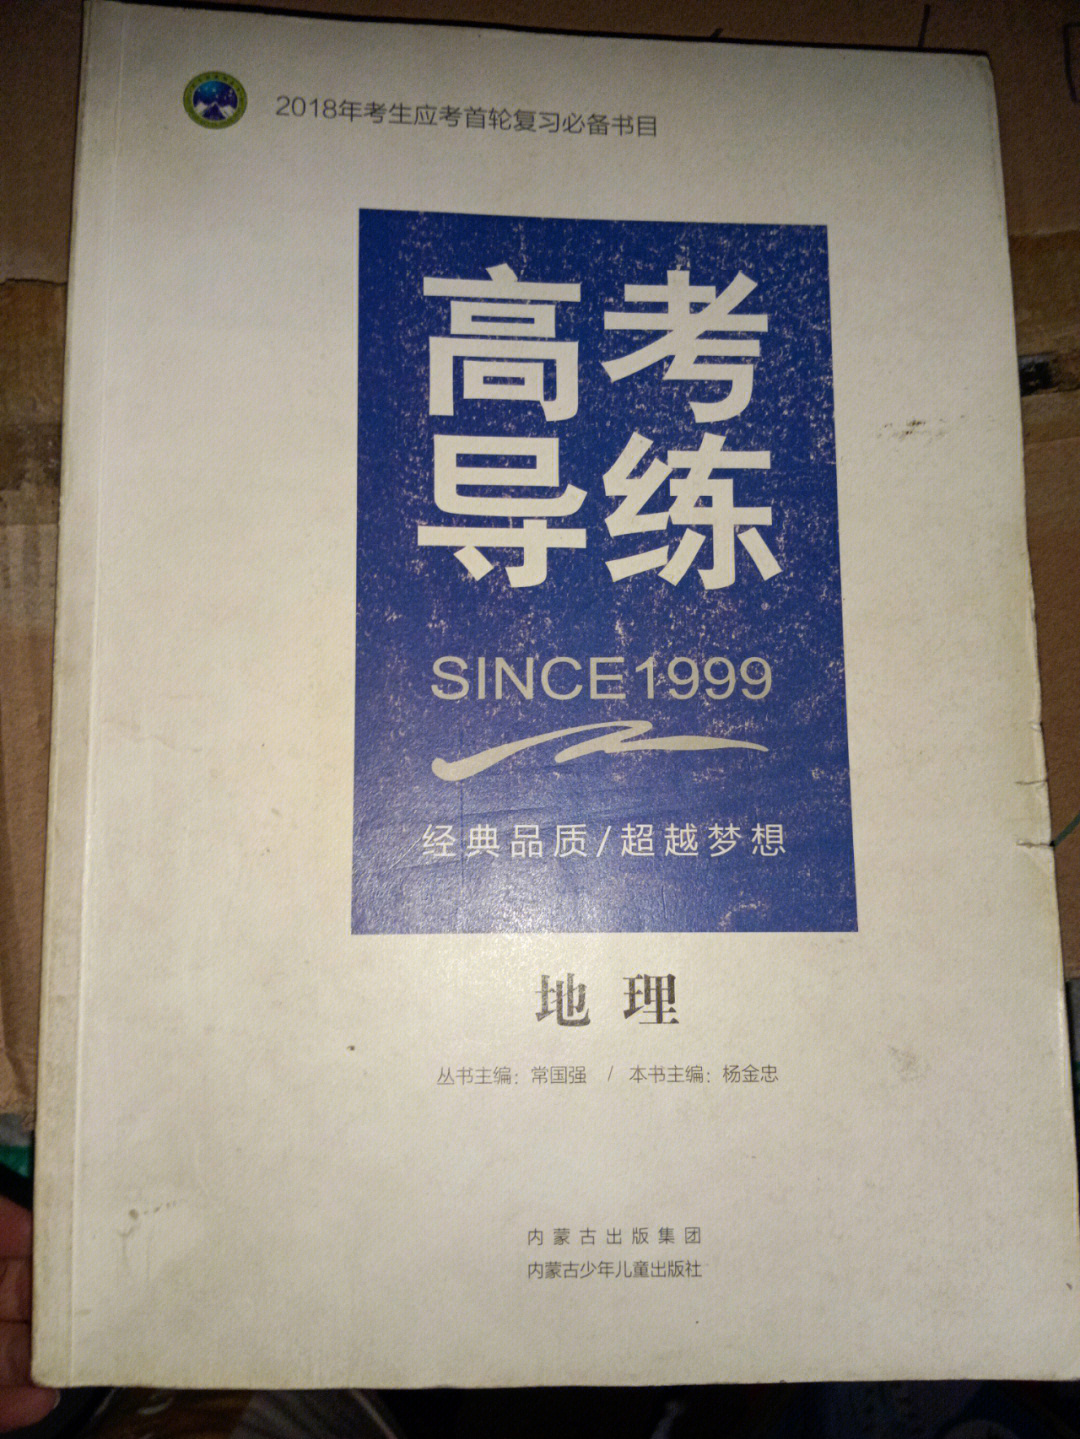 2018年考生应考首轮复习必备书目
高考
导练
SINCE1999
经典品质/超越梦想
地理
丛书主编：常国强 / 本书主编：杨金忠
内蒙古出版集团
内蒙古少年儿童出版社